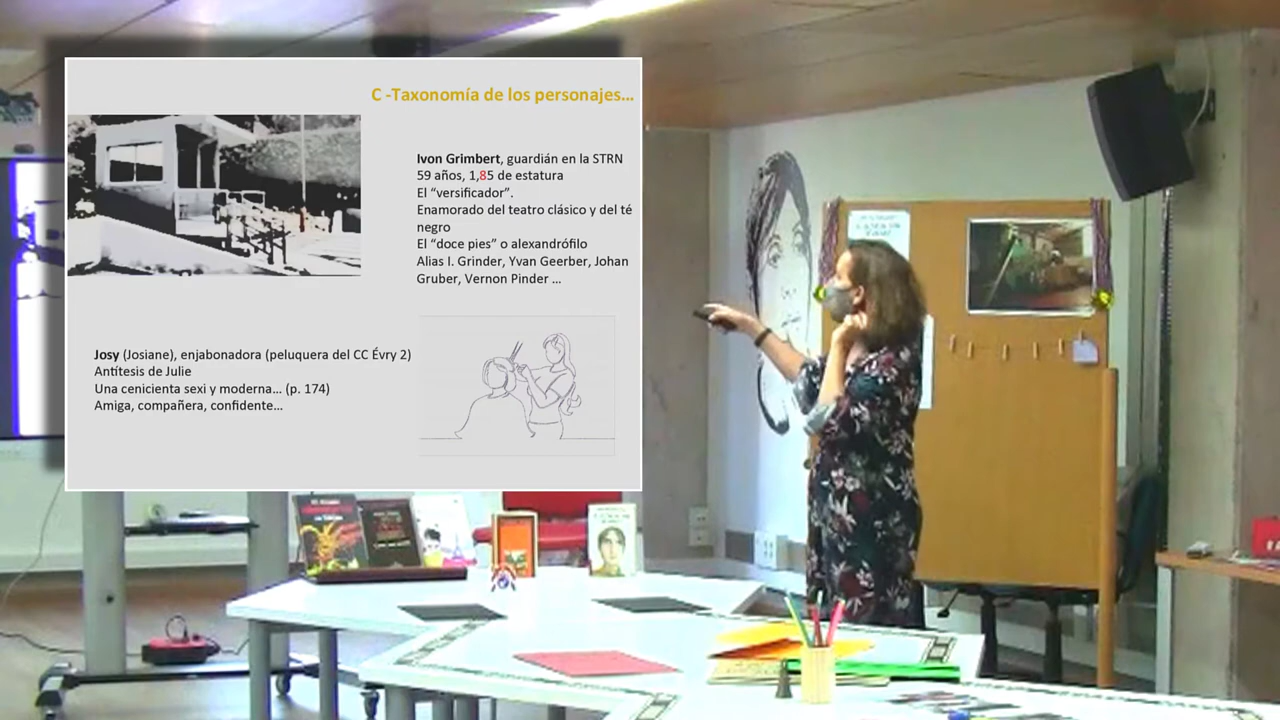 C -Taxonomía de los personajes...
Ivon Grimbert, guardián en la STRN
59 años, 1,85 de estatura
El “versificador”.
Enamorado del teatro clásico y del té
negro
El “doce pies” o alexandrófilo
Alias I. Grinder, Yvan Geerber, Johan
Gruber, Vernon Pinder ...
Josy (Josiane), enjabonadora (peluquera del CC Évry 2)
Antítesis de Julie
Una cenicienta sexi y moderna... (p. 174)
Amiga, compañera, confidente...